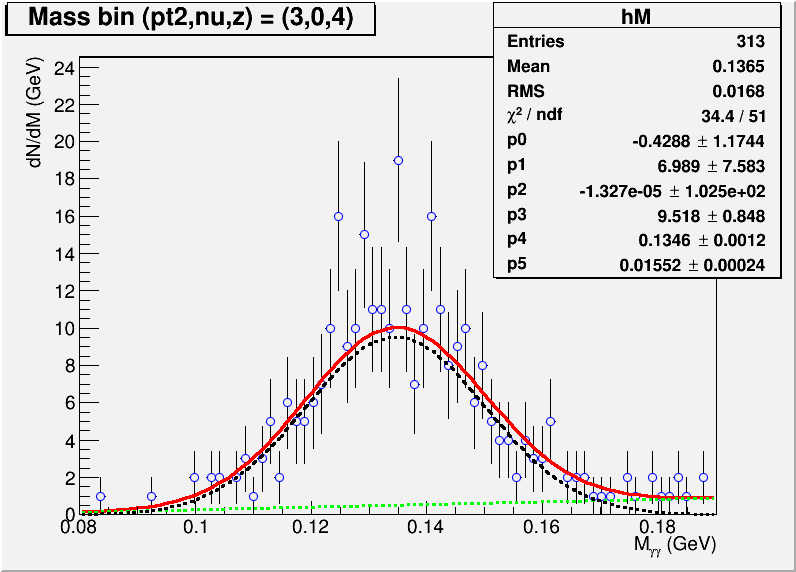 Mass bin (pt2,nu,z) = (3,0,4)
hM
Entries 313
Mean 0.1365
RMS 0.0168
χ² / ndf 34.4 / 51
p0 -0.4288 ± 1.1744
p1 6.989 ± 7.583
p2 -1.327e-05 ± 1.025e+02
p3 9.518 ± 0.848
p4 0.1346 ± 0.0012
p5 0.01552 ± 0.00024
dN/dM (GeV)
24
22
20
18
16
14
12
10
8
6
4
2
0
0.08 0.1 0.12 0.14 0.16 0.18
Mγγ (GeV)